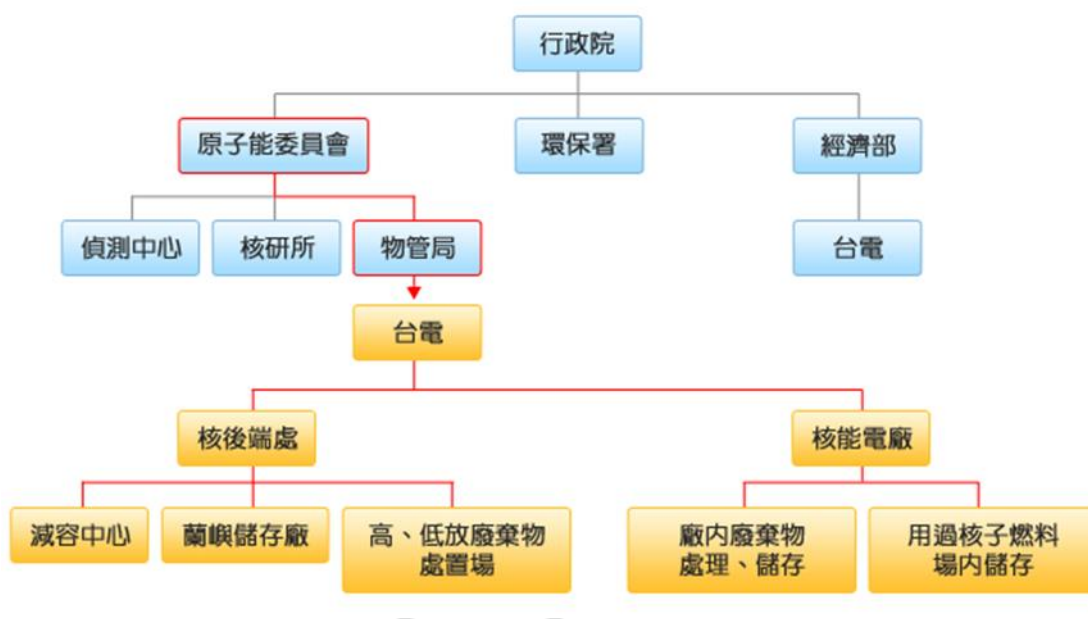 行政院
原子能委員會
環保署
經濟部
偵測中心
核研所
物管局
台電
台電
核後端處
核能電廠
減容中心
蘭嶼儲存廠
高、低放廢棄物
處置場
廠內廢棄物
處理、儲存
用過核子燃料
場內儲存